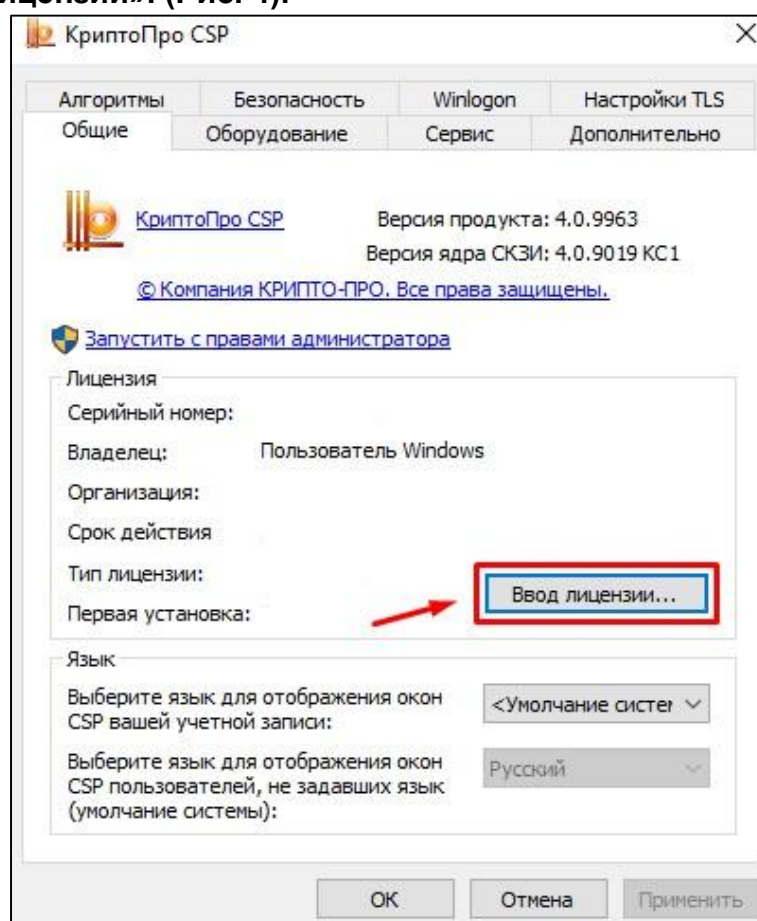 КриптоПро CSP
Алгоритмы Безопасность Winlogon Настройки TLS
Общие Оборудование Сервис Дополнительно
КриптоПро CSP Версия продукта: 4.0.9963
Версия ядра СКЗИ: 4.0.9019 КС1
© Компания КРИПТО-ПРО. Все права защищены.
Запустить с правами администратора
Лицензия
Серийный номер:
Владелец: Пользователь Windows
Организация:
Срок действия
Тип лицензии:
Ввод лицензии...
Первая установка:
Язык
Выберите язык для отображения окон
CSP вашей учетной записи:
<Умолчание систе
Выберите язык для отображения окон
CSP пользователей, не задавших язык
(умолчание системы):
Русский
ОК Отмена Применить